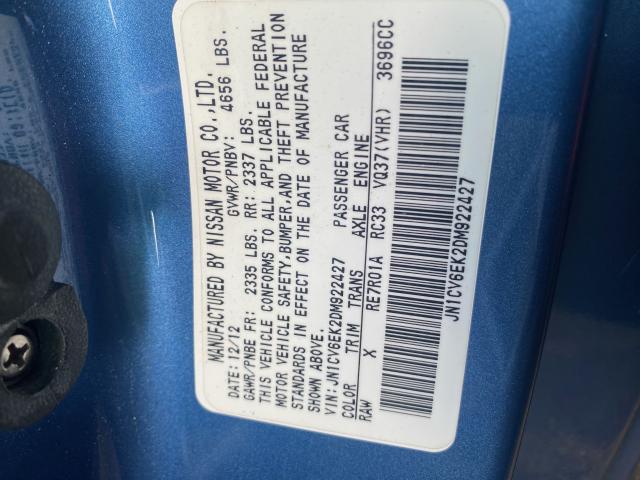 MANUFACTURED BY NISSAN MOTOR CO.,LTD.
DATE: 12/12 GVWR/PNBV: 4656 LBS.
GAWR/PNBE FR: 2335 LBS. RR: 2337 LBS.
THIS VEHICLE CONFORMS TO ALL APPLICABLE FEDERAL
MOTOR VEHICLE SAFETY,BUMPER,AND THEFT PREVENTION
STANDARDS IN EFFECT ON THE DATE OF MANUFACTURE
SHOWN ABOVE.
VIN: JN1CV6EK2DM922427 PASSENGER CAR
COLOR TRIM TRANS AXLE ENGINE
RAW X RE7R01A RC33 VQ37(VHR) 3696CC
JN1CV6EK2DM922427